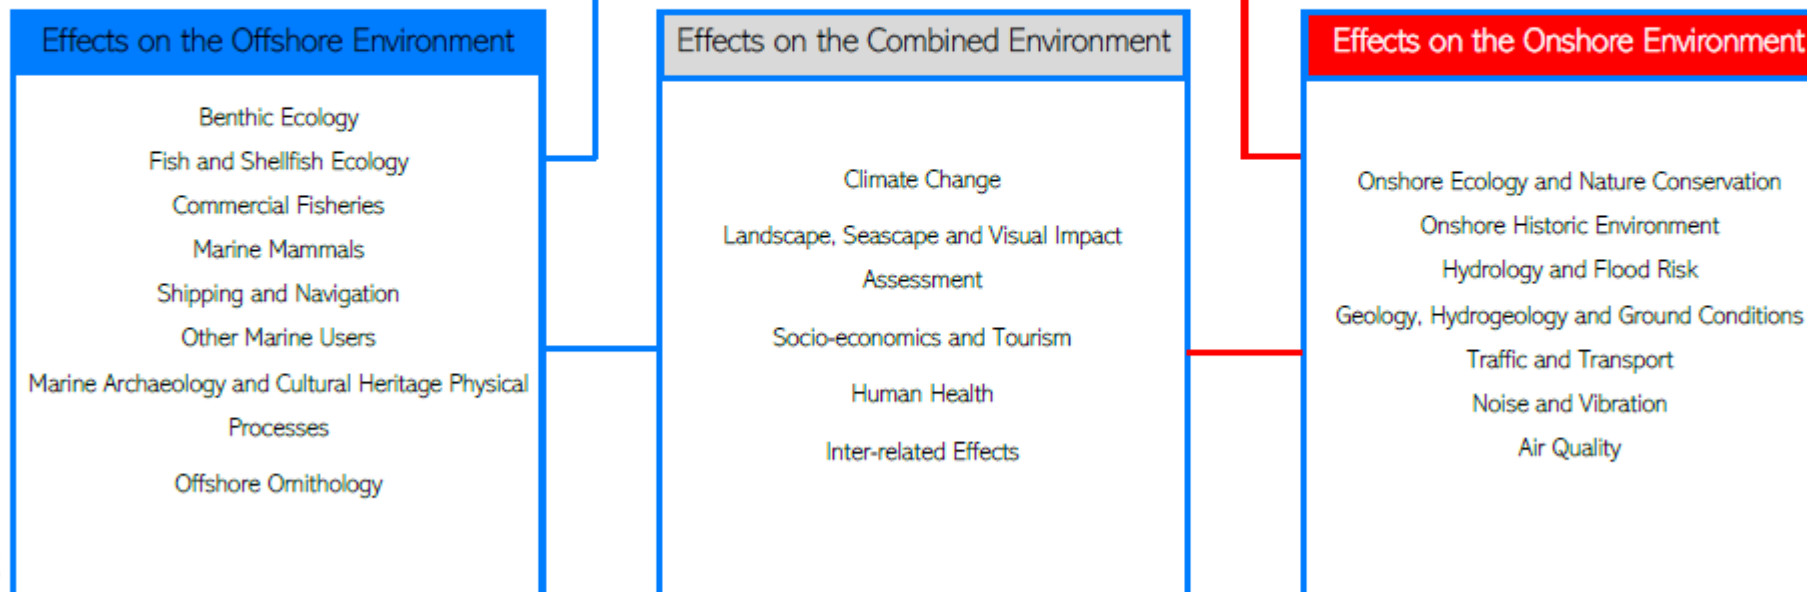 Effects on the Offshore Environment
Benthic Ecology
Fish and Shellfish Ecology
Commercial Fisheries
Marine Mammals
Shipping and Navigation
Other Marine Users
Marine Archaeology and Cultural Heritage Physical
Processes
Offshore Ornithology
Effects on the Combined Environment
Climate Change
Landscape, Seascape and Visual Impact
Assessment
Socio-economics and Tourism
Human Health
Inter-related Effects
Effects on the Onshore Environment
Onshore Ecology and Nature Conservation
Onshore Historic Environment
Hydrology and Flood Risk
Geology, Hydrogeology and Ground Conditions
Traffic and Transport
Noise and Vibration
Air Quality